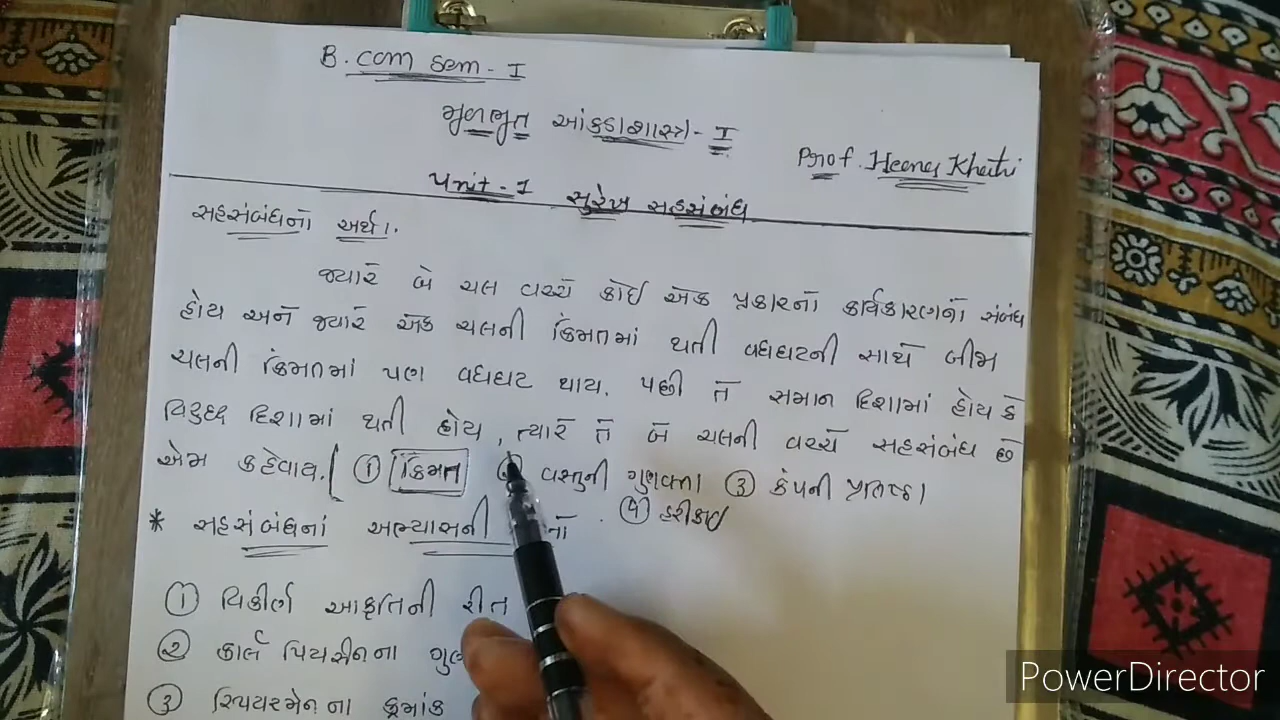 B. com sem - I
મૂળભૂત આંકડાશાસ્ત્ર - I
Prof. Heena Khatri
Unit - 1 સુરેખ સહસંબંધ
સહસંબંધનો અર્થ।.
જ્યારે બે ચલ વચ્ચે કોઈ એક પ્રકારનો કાર્યકારણનો સંબંધ
હોય અને જ્યારે એક ચલની કિંમતમાં થતી વધઘટની સાથે બીજા
ચલની કિંમતમાં પણ વધઘટ થાય. પછી તે સમાન દિશામાં હોય કે
વિરુદ્ધ દિશામાં થતી હોય, ત્યારે તે બે ચલની વચ્ચે સહસંબંધ છે
એમ કહેવાય. ① કિંમત વસ્તુની ગુણવત્તા ③ કંપની પ્રતિષ્ઠા
④ હરીફાઈ
* સહસંબંધનાં અભ્યાસની
① વિકીર્ણ આકૃતિની રીત
② કાર્લ પિયર્સનના
③ સ્પિયરમેનના ક્રમાંક
PowerDirector